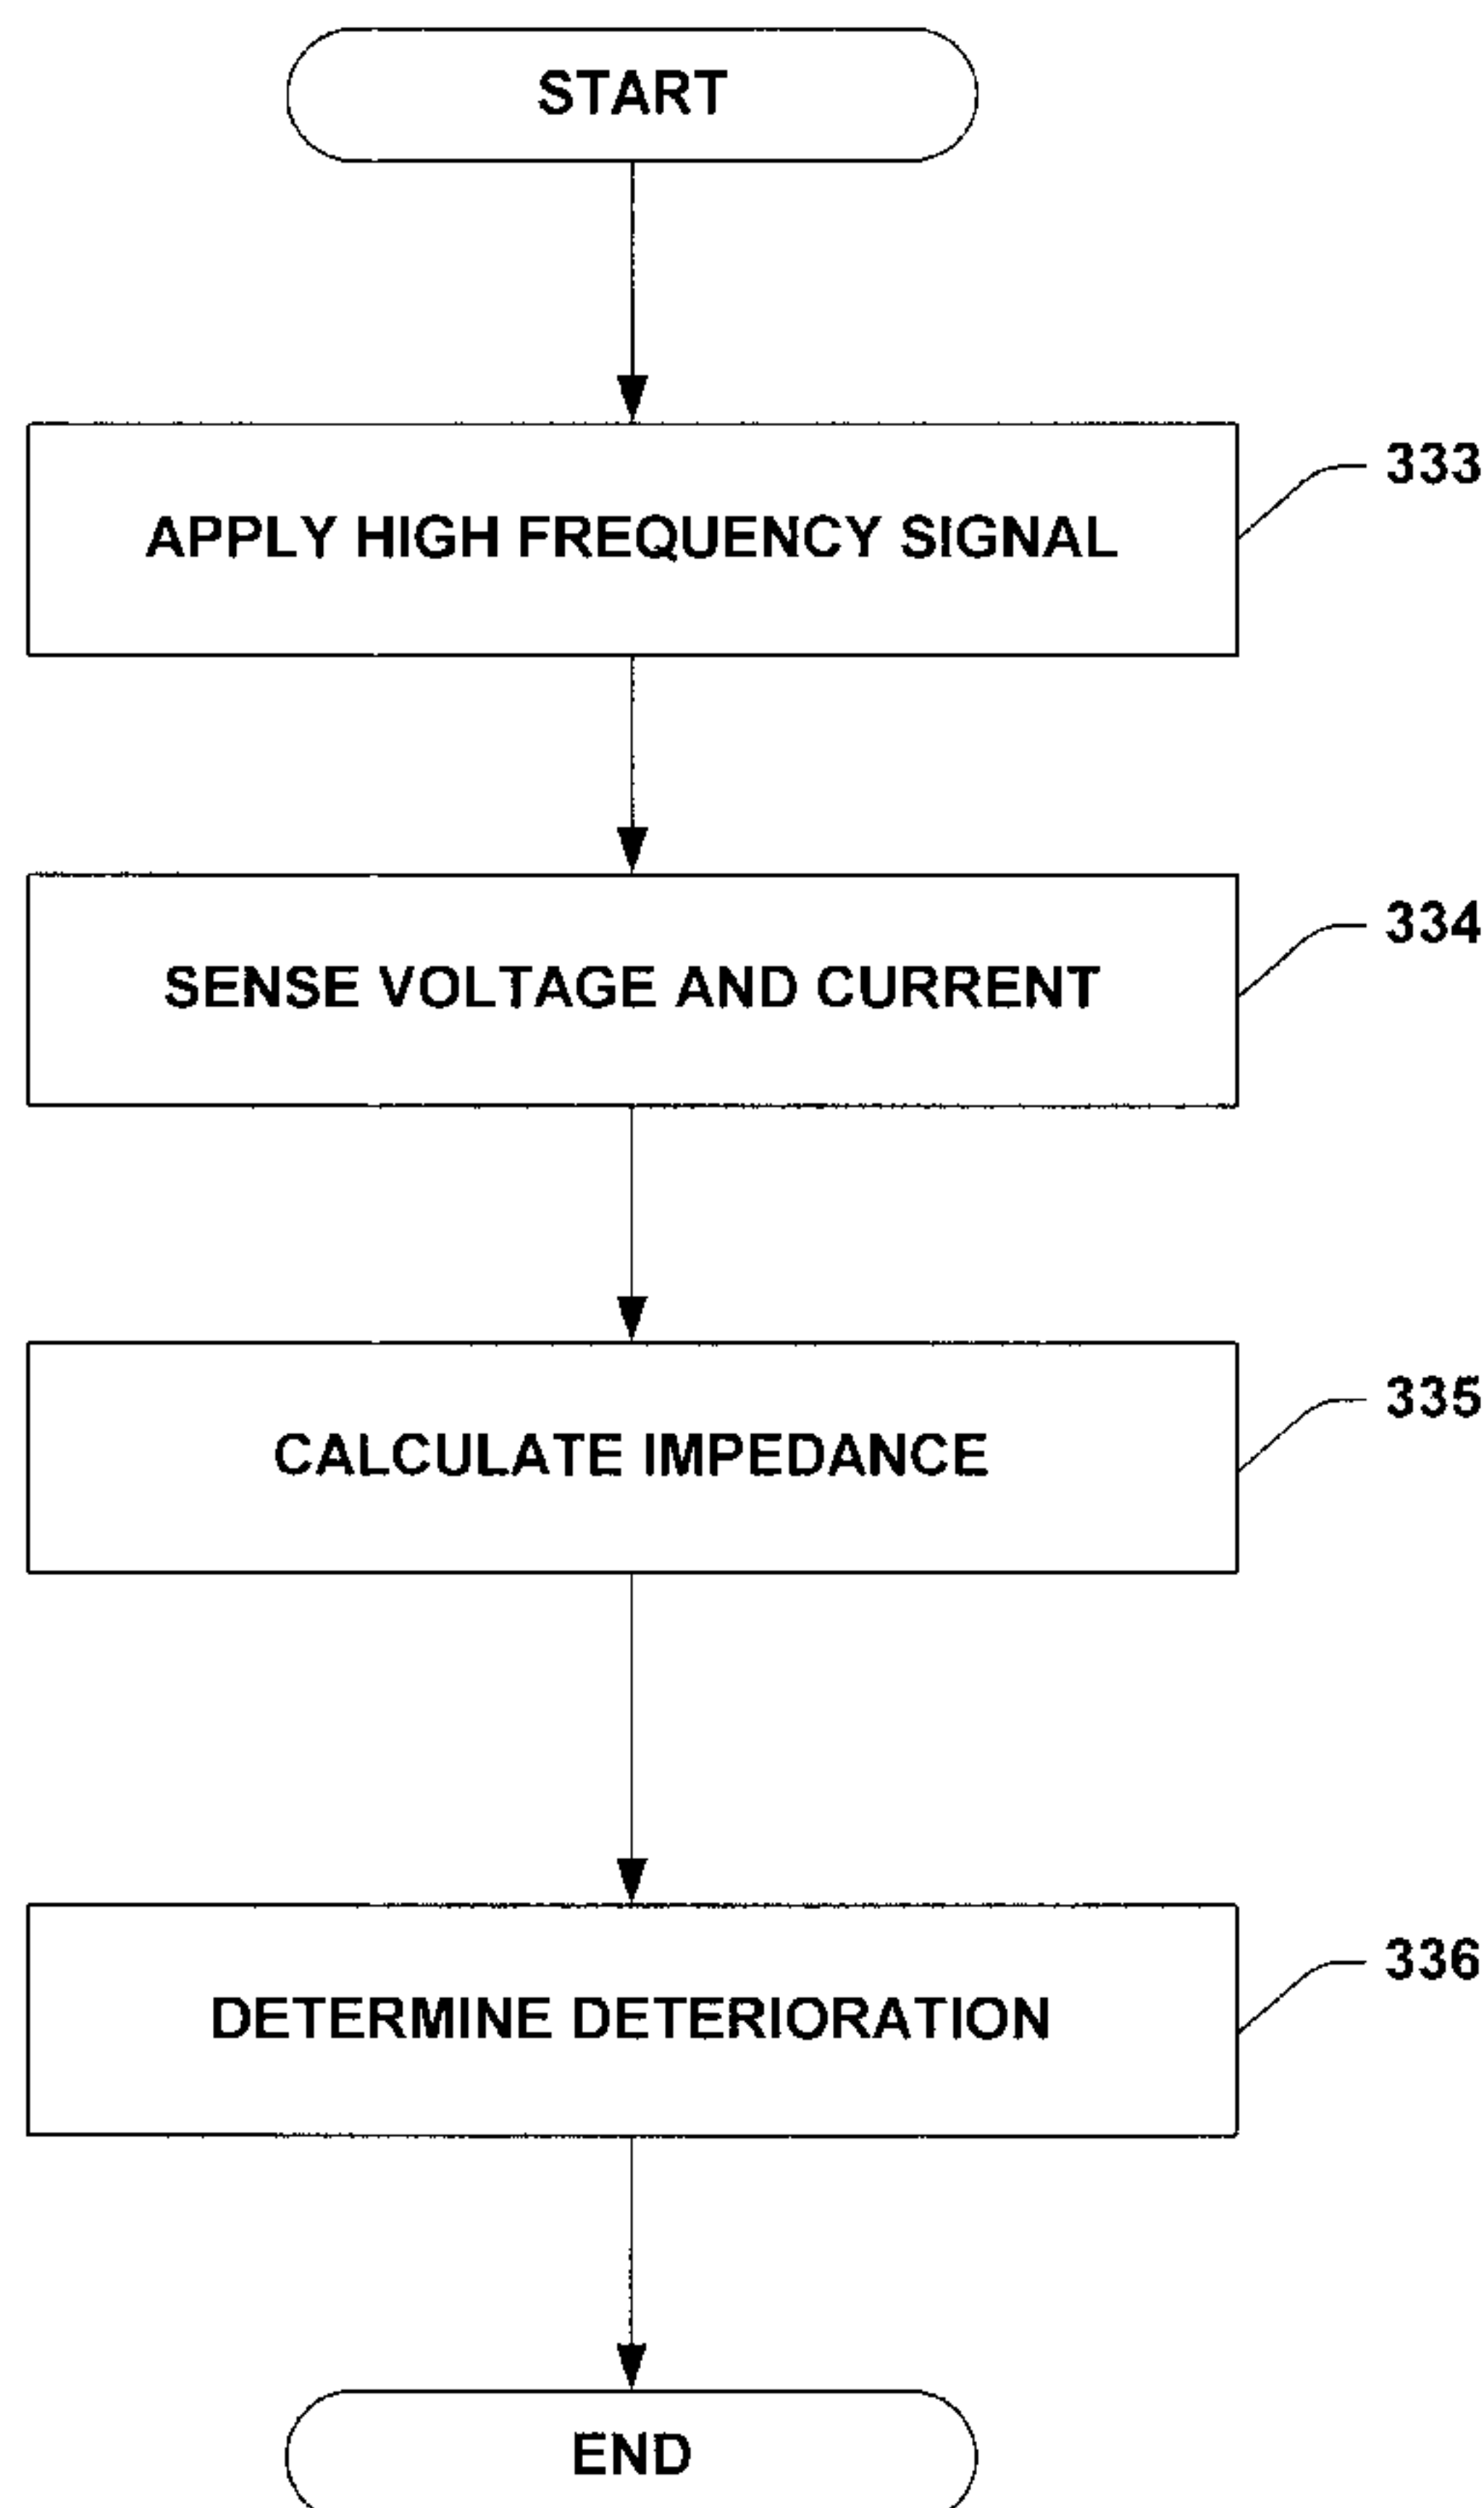 START
APPLY HIGH FREQUENCY SIGNAL
333
SENSE VOLTAGE AND CURRENT
334
CALCULATE IMPEDANCE
335
DETERMINE DETERIORATION
336
END